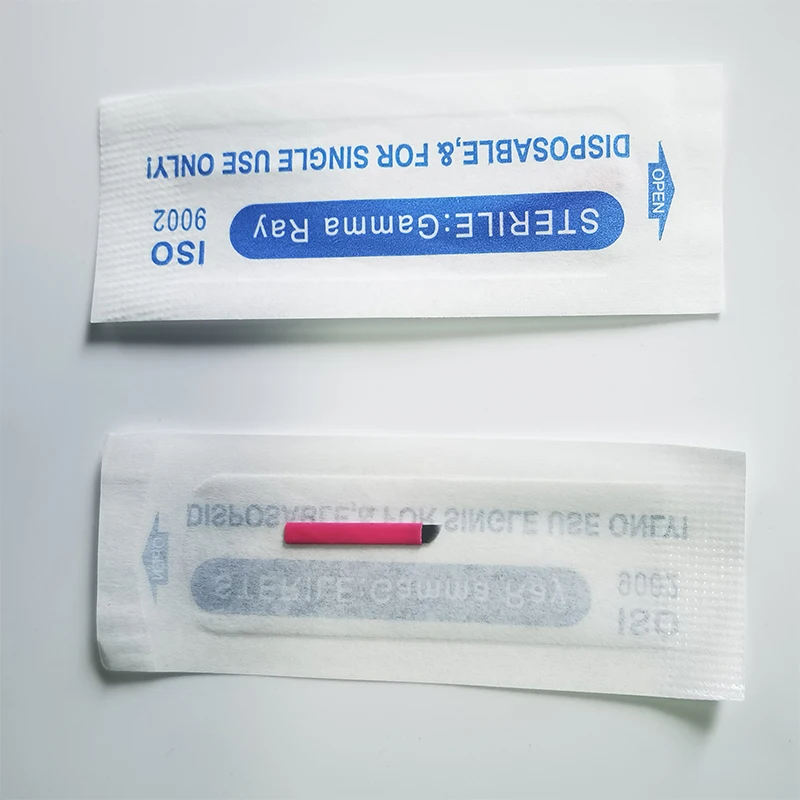 ISO
9002
STERILE:Gamma Ray
DISPOSABLE,& FOR SINGLE USE ONLY!
OPEN
DISPOSABLE,& FOR SINGLE USE ONLY!
STERILE:Gamma Ray
9002
ISO
OPEN